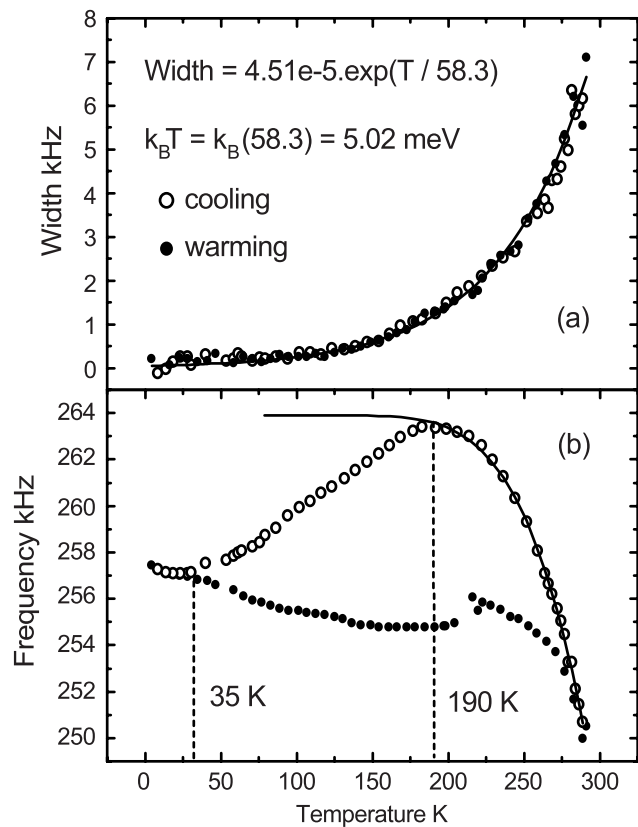 8
7
6
5
4
3
2
1
0
Width kHz
Width = 4.51e-5.exp(T / 58.3)
k_BT = k_B(58.3) = 5.02 meV
cooling
warming
(a)
264
262
260
258
256
254
252
250
Frequency kHz
(b)
35 K
190 K
0 50 100 150 200 250 300
Temperature K